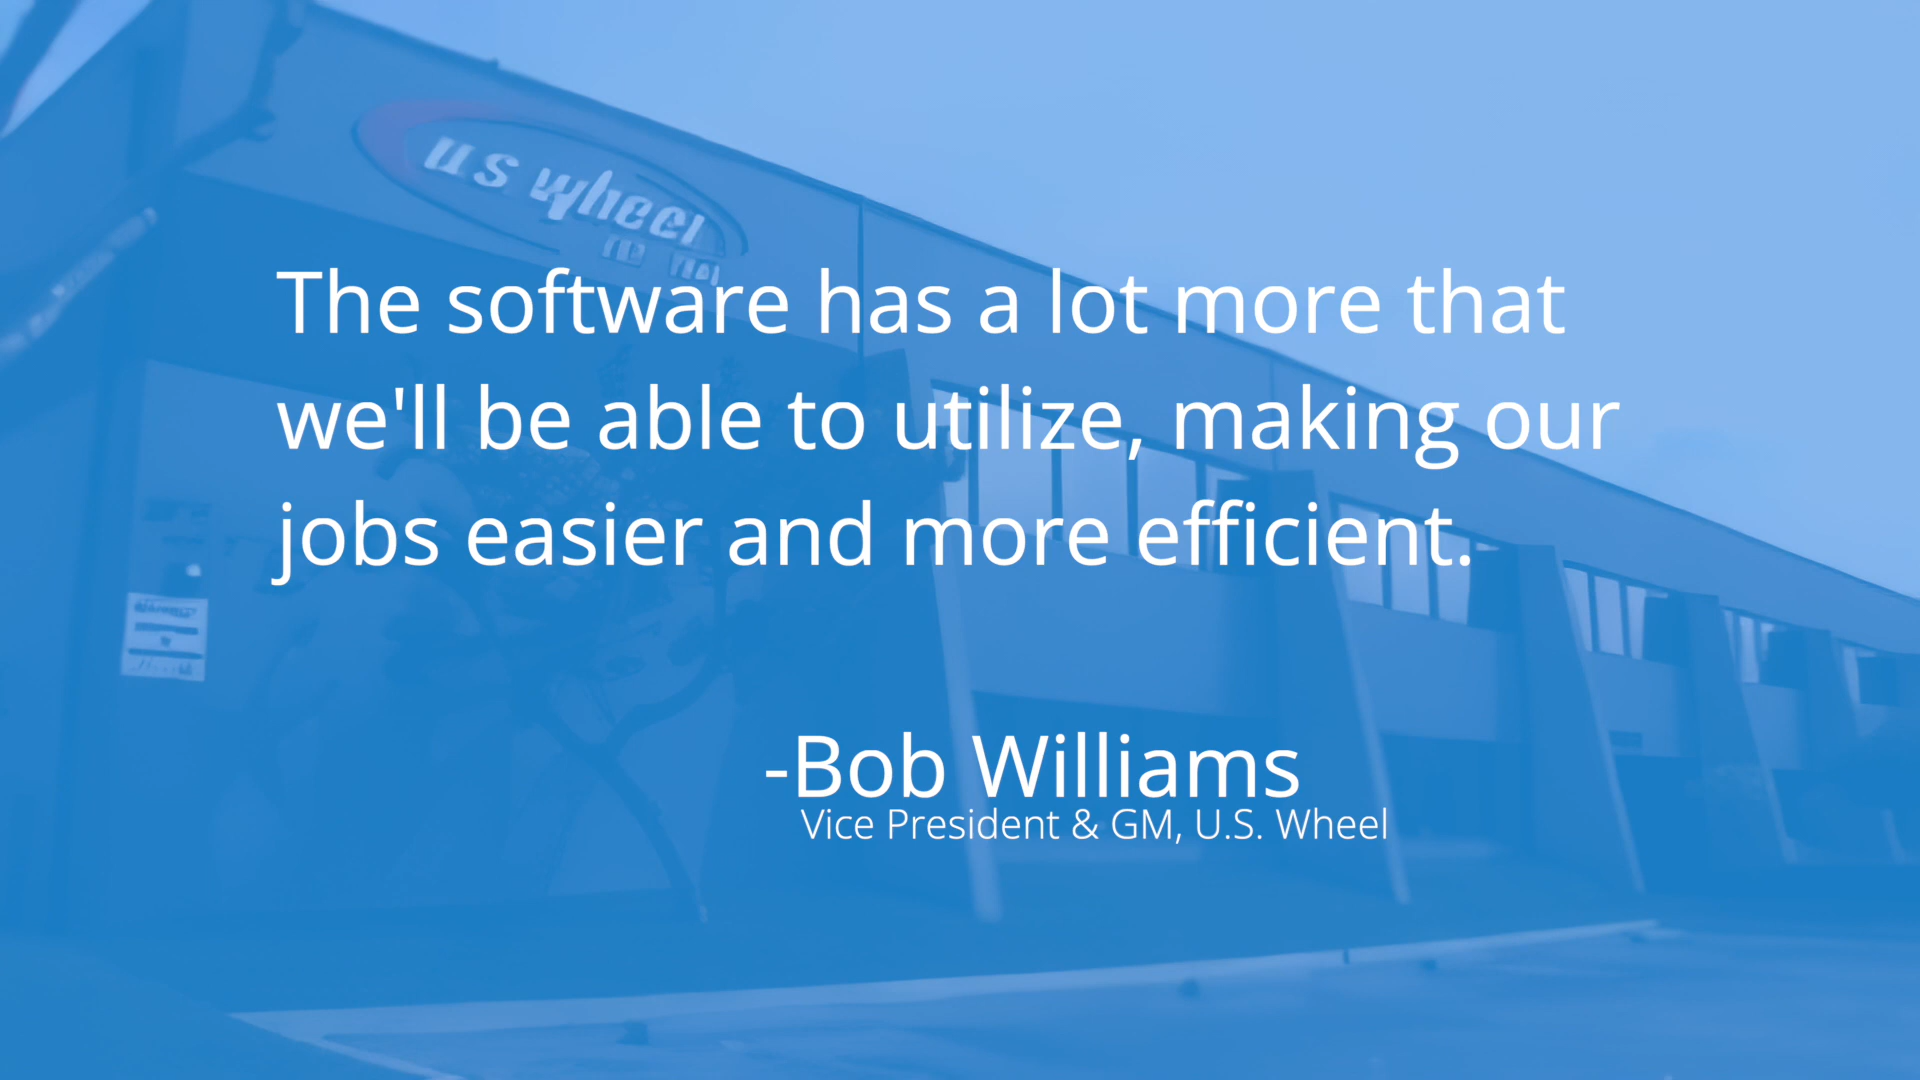 us wheel
The software has a lot more that
we'll be able to utilize, making our
jobs easier and more efficient.
-Bob Williams
Vice President & GM, U.S. Wheel